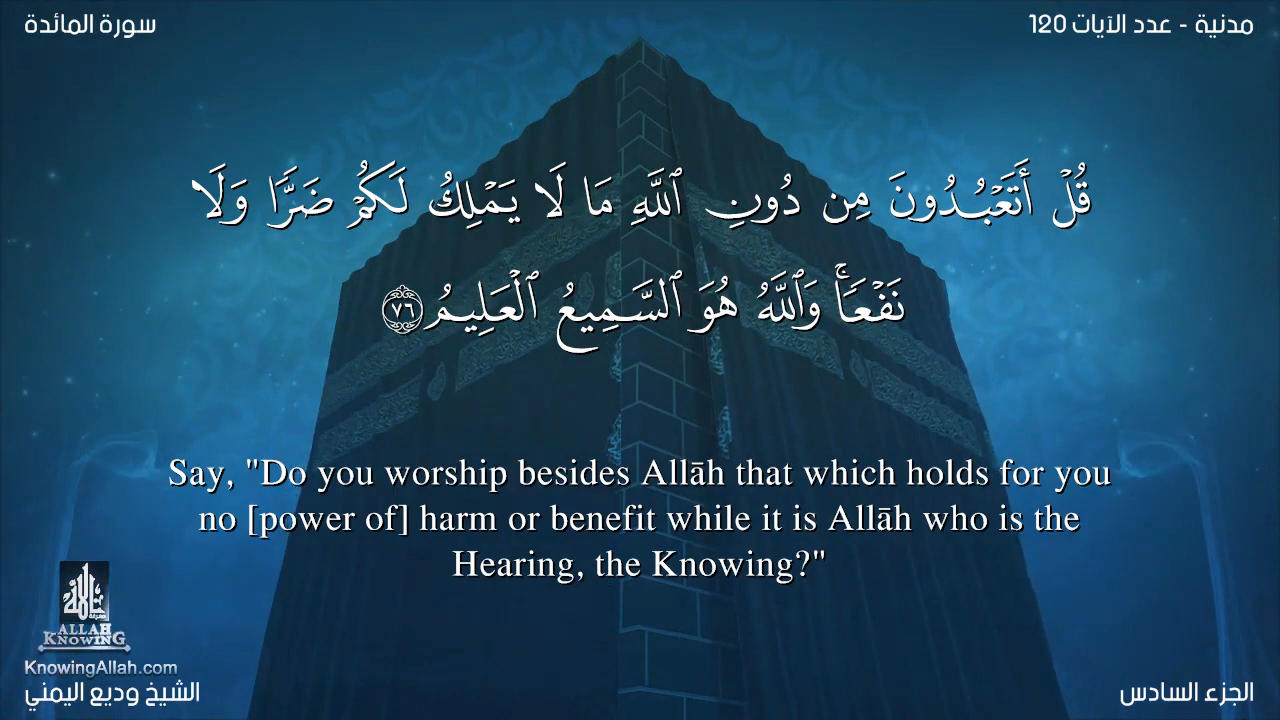 مدنية - عدد الآيات 120
سورة المائدة
قُلۡ أَتَعۡبُدُونَ مِن دُونِ ٱللَّهِ مَا لَا يَمۡلِكُ لَكُمۡ ضَرّٗا وَلَا
نَفۡعٗاۚ وَٱللَّهُ هُوَ ٱلسَّمِيعُ ٱلۡعَلِيمُ ٧٦
Say, "Do you worship besides Allāh that which holds for you
no [power of] harm or benefit while it is Allāh who is the
Hearing, the Knowing?"
ALLAH
KNOWING
KnowingAllah.com
الجزء السادس
الشيخ وديع اليمني